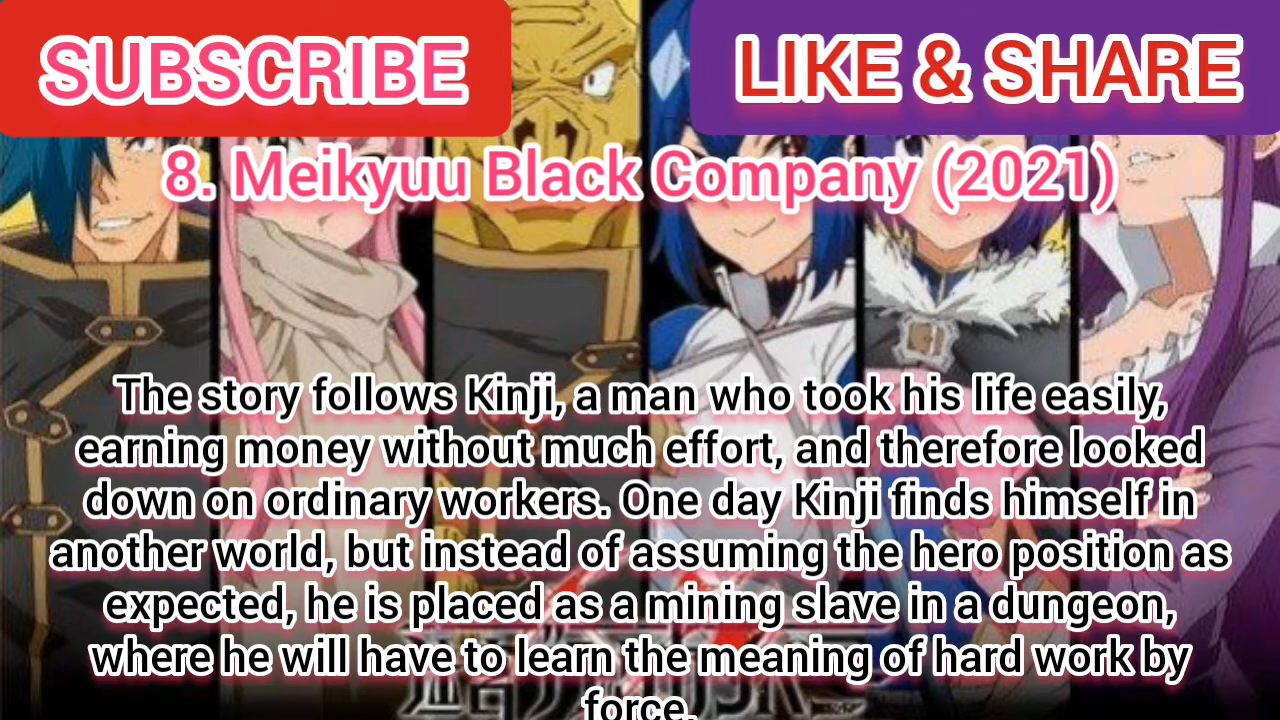 SUBSCRIBE
LIKE & SHARE
8. Meikyuu Black Company (2021)
The story follows Kinji, a man who took his life easily,
earning money without much effort, and therefore looked
down on ordinary workers. One day Kinji finds himself in
another world, but instead of assuming the hero position as
expected, he is placed as a mining slave in a dungeon,
where he will have to learn the meaning of hard work by
force.